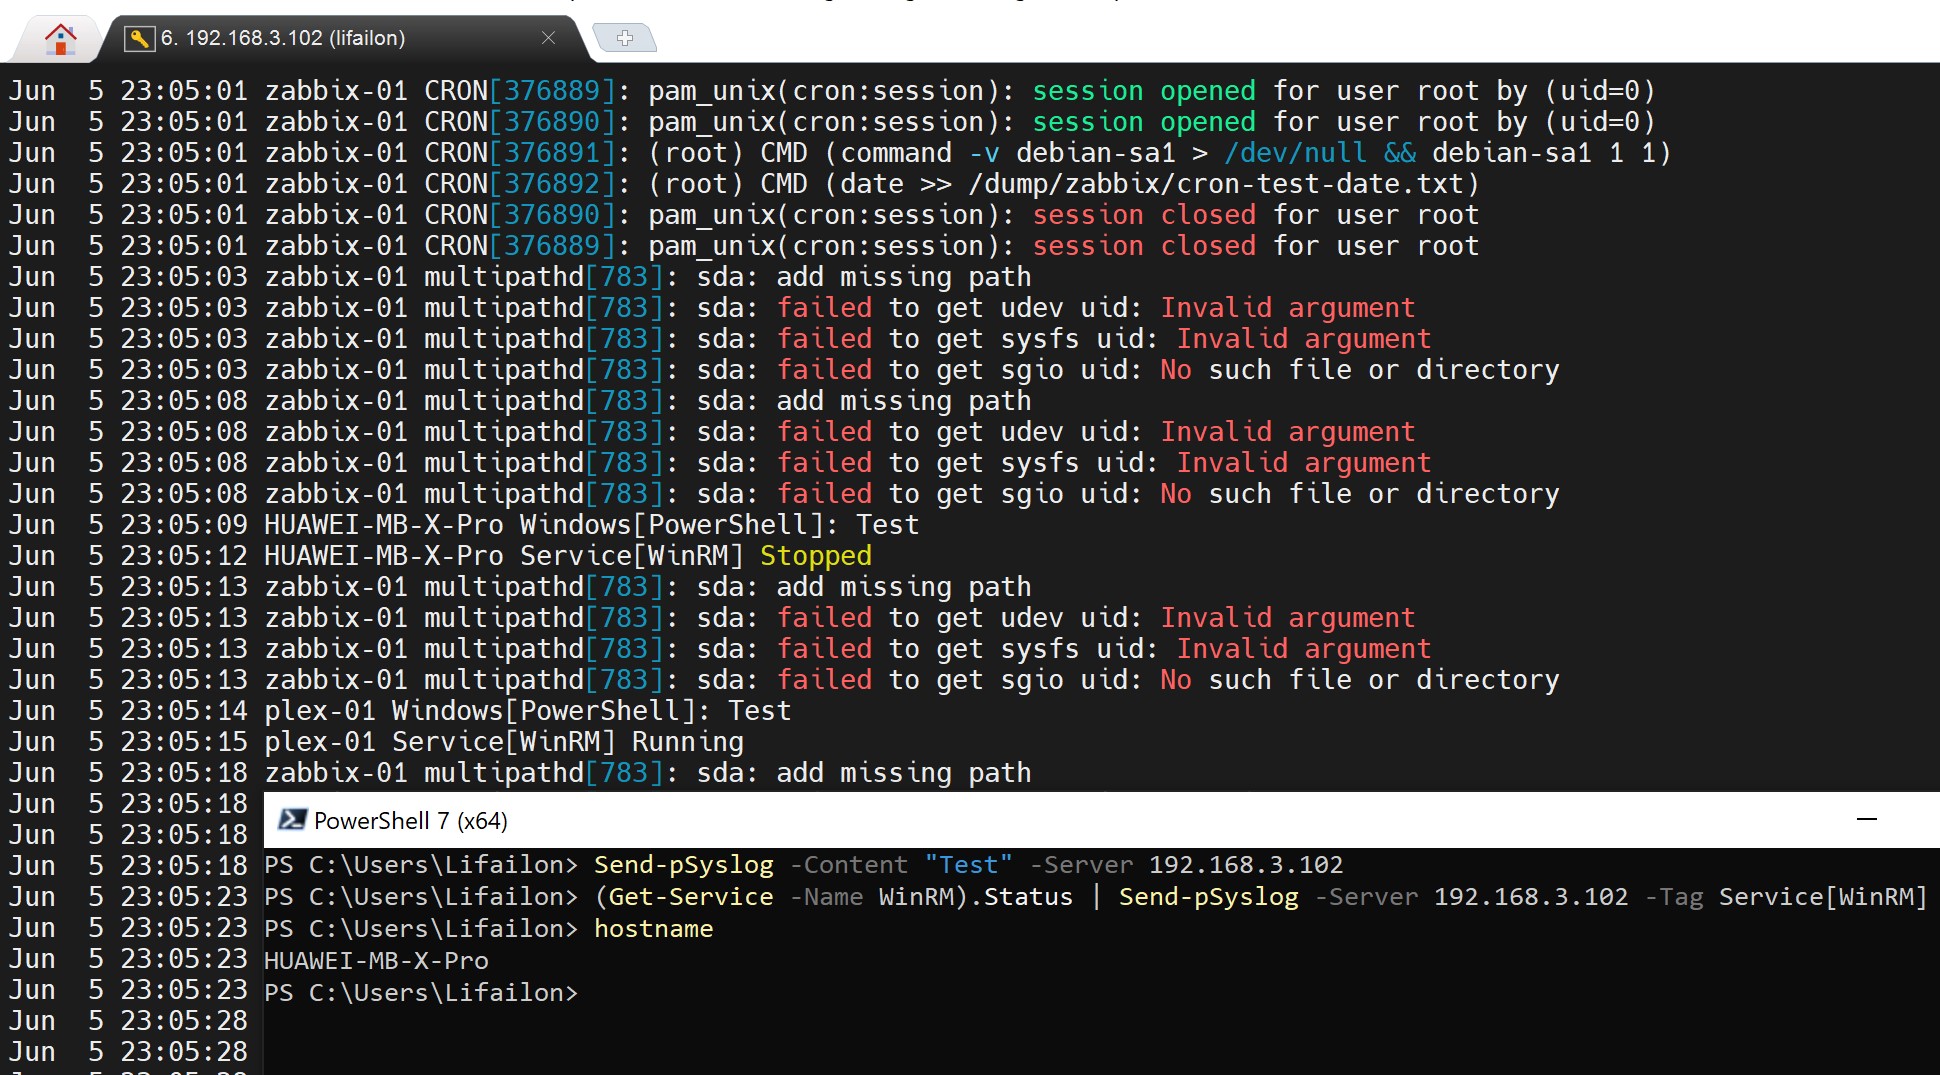 6. 192.168.3.102 (lifailon)
Jun  5 23:05:01 zabbix-01 CRON[376889]: pam_unix(cron:session): session opened for user root by (uid=0)
Jun  5 23:05:01 zabbix-01 CRON[376890]: pam_unix(cron:session): session opened for user root by (uid=0)
Jun  5 23:05:01 zabbix-01 CRON[376891]: (root) CMD (command -v debian-sa1 > /dev/null && debian-sa1 1 1)
Jun  5 23:05:01 zabbix-01 CRON[376892]: (root) CMD (date >> /dump/zabbix/cron-test-date.txt)
Jun  5 23:05:01 zabbix-01 CRON[376890]: pam_unix(cron:session): session closed for user root
Jun  5 23:05:01 zabbix-01 CRON[376889]: pam_unix(cron:session): session closed for user root
Jun  5 23:05:03 zabbix-01 multipathd[783]: sda: add missing path
Jun  5 23:05:03 zabbix-01 multipathd[783]: sda: failed to get udev uid: Invalid argument
Jun  5 23:05:03 zabbix-01 multipathd[783]: sda: failed to get sysfs uid: Invalid argument
Jun  5 23:05:03 zabbix-01 multipathd[783]: sda: failed to get sgio uid: No such file or directory
Jun  5 23:05:08 zabbix-01 multipathd[783]: sda: add missing path
Jun  5 23:05:08 zabbix-01 multipathd[783]: sda: failed to get udev uid: Invalid argument
Jun  5 23:05:08 zabbix-01 multipathd[783]: sda: failed to get sysfs uid: Invalid argument
Jun  5 23:05:08 zabbix-01 multipathd[783]: sda: failed to get sgio uid: No such file or directory
Jun  5 23:05:09 HUAWEI-MB-X-Pro Windows[PowerShell]: Test
Jun  5 23:05:12 HUAWEI-MB-X-Pro Service[WinRM] Stopped
Jun  5 23:05:13 zabbix-01 multipathd[783]: sda: add missing path
Jun  5 23:05:13 zabbix-01 multipathd[783]: sda: failed to get udev uid: Invalid argument
Jun  5 23:05:13 zabbix-01 multipathd[783]: sda: failed to get sysfs uid: Invalid argument
Jun  5 23:05:13 zabbix-01 multipathd[783]: sda: failed to get sgio uid: No such file or directory
Jun  5 23:05:14 plex-01 Windows[PowerShell]: Test
Jun  5 23:05:15 plex-01 Service[WinRM] Running
Jun  5 23:05:18 zabbix-01 multipathd[783]: sda: add missing path
Jun  5 23:05:18
Jun  5 23:05:18
Jun  5 23:05:18
Jun  5 23:05:23
Jun  5 23:05:23
Jun  5 23:05:23
Jun  5 23:05:23
Jun  5 23:05:28
Jun  5 23:05:28
PowerShell 7 (x64)
PS C:\Users\Lifailon> Send-pSyslog -Content "Test" -Server 192.168.3.102
PS C:\Users\Lifailon> (Get-Service -Name WinRM).Status | Send-pSyslog -Server 192.168.3.102 -Tag Service[WinRM]
PS C:\Users\Lifailon> hostname
HUAWEI-MB-X-Pro
PS C:\Users\Lifailon>